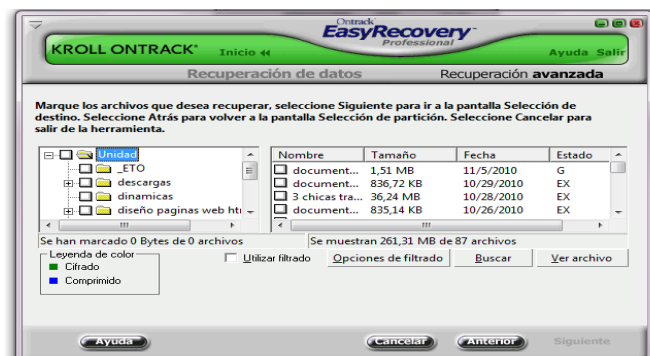 Ontrack
EasyRecovery
Professional
KROLL ONTRACK
Inicio
Ayuda Salir
Recuperación de datos
Recuperación avanzada
Marque los archivos que desea recuperar, seleccione Siguiente para ir a la pantalla Selección de
destino. Seleccione Atrás para volver a la pantalla Selección de partición. Seleccione Cancelar para
salir de la herramienta.
Unidad
_ETO
descargas
dinamicas
diseño paginas web
Nombre Tamaño Fecha Estado
document... 1,51 MB 11/5/2010 G
document... 836,72 KB 10/29/2010 EX
3 chicas tra... 36,24 MB 10/28/2010 EX
document... 835,14 KB 10/26/2010 EX
Se han marcado 0 Bytes de 0 archivos
Se muestran 261,31 MB de 87 archivos
Leyenda de color
Cifrado
Comprimido
Utilizar filtrado
Opciones de filtrado
Buscar
Ver archivo
Ayuda
Cancelar
Anterior
Siguiente